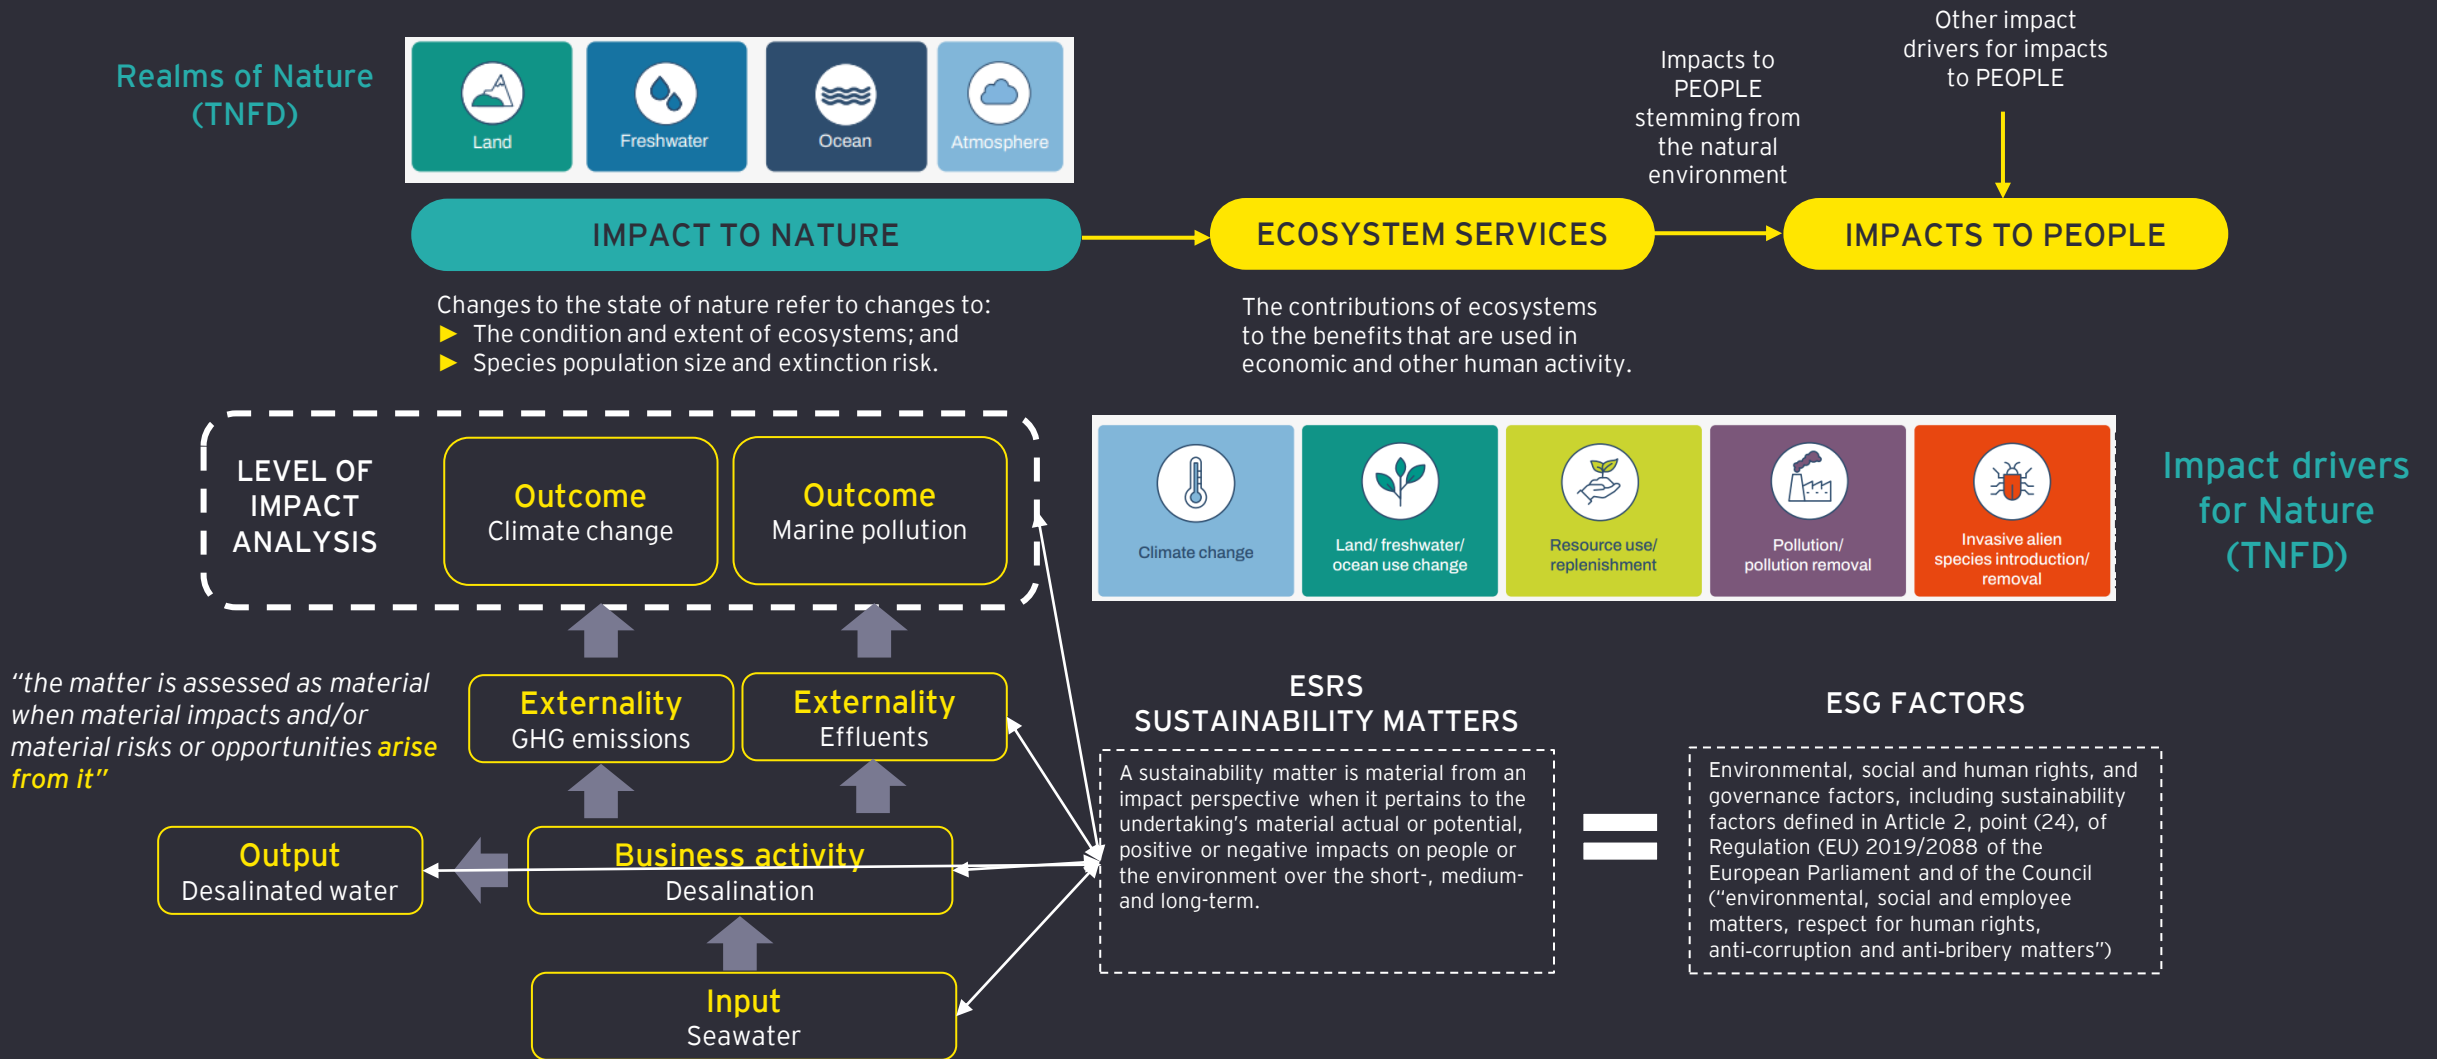 Realms of Nature
(TNFD)
Land
Freshwater
Ocean
Atmosphere
Impacts to
PEOPLE
stemming from
the natural
environment
Other impact
drivers for impacts
to PEOPLE
IMPACT TO NATURE
ECOSYSTEM SERVICES
IMPACTS TO PEOPLE
Changes to the state of nature refer to changes to:
► The condition and extent of ecosystems; and
► Species population size and extinction risk.
The contributions of ecosystems
to the benefits that are used in
economic and other human activity.
LEVEL OF
IMPACT
ANALYSIS
Outcome
Climate change
Outcome
Marine pollution
Climate change
Land/ freshwater/
ocean use change
Resource use/
replenishment
Pollution/
pollution removal
Invasive alien
species introduction/
removal
Impact drivers
for Nature
(TNFD)
“the matter is assessed as material
when material impacts and/or
material risks or opportunities arise
from it”
Externality
GHG emissions
Externality
Effluents
Output
Desalinated water
Business activity
Desalination
Input
Seawater
ESRS
SUSTAINABILITY MATTERS
A sustainability matter is material from an
impact perspective when it pertains to the
undertaking’s material actual or potential,
positive or negative impacts on people or
the environment over the short-, medium-
and long-term.
ESG FACTORS
Environmental, social and human rights, and
governance factors, including sustainability
factors defined in Article 2, point (24), of
Regulation (EU) 2019/2088 of the
European Parliament and of the Council
(“environmental, social and employee
matters, respect for human rights,
anti-corruption and anti-bribery matters”)